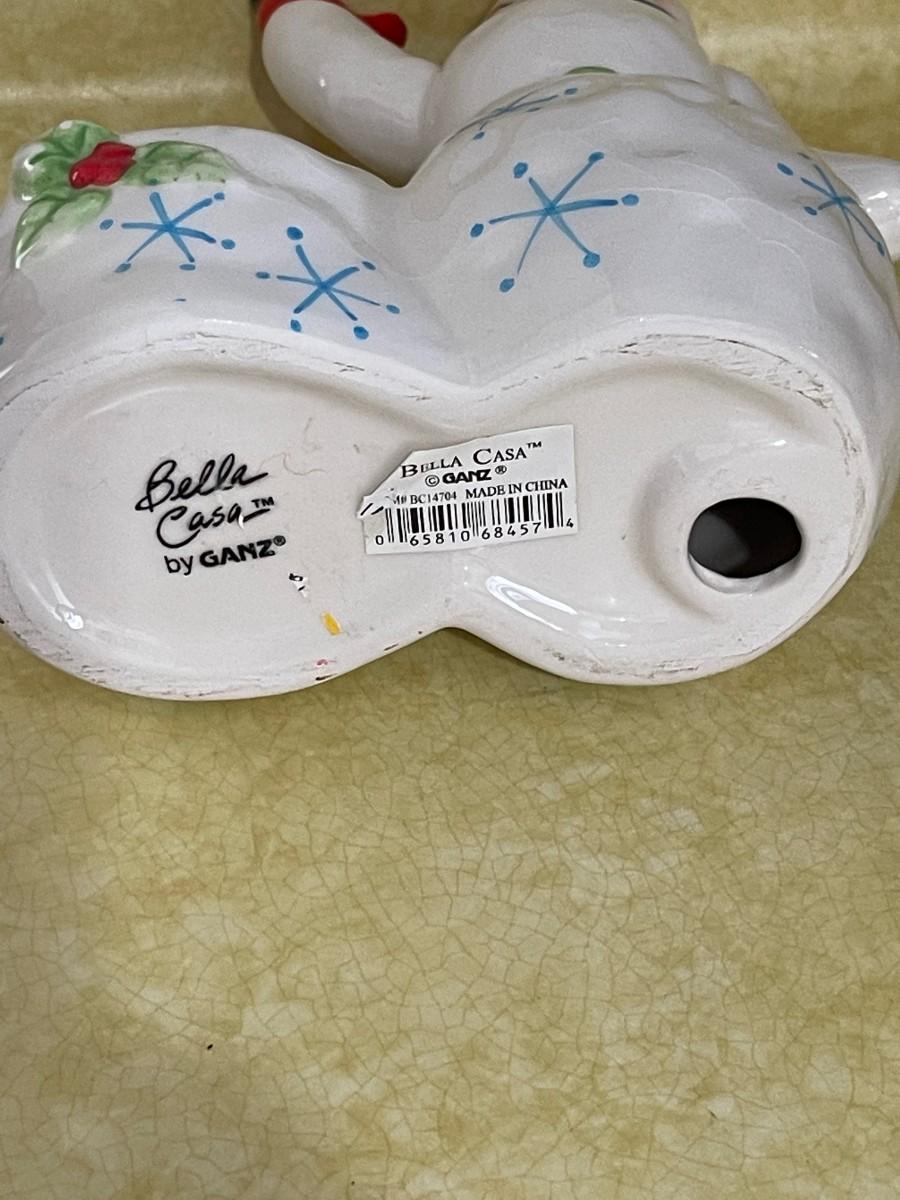 Bella
Casa™
by GANZ®
BELLA CASA™
© GANZ®
M# BC14704 MADE IN CHINA
0 65810 68457 4